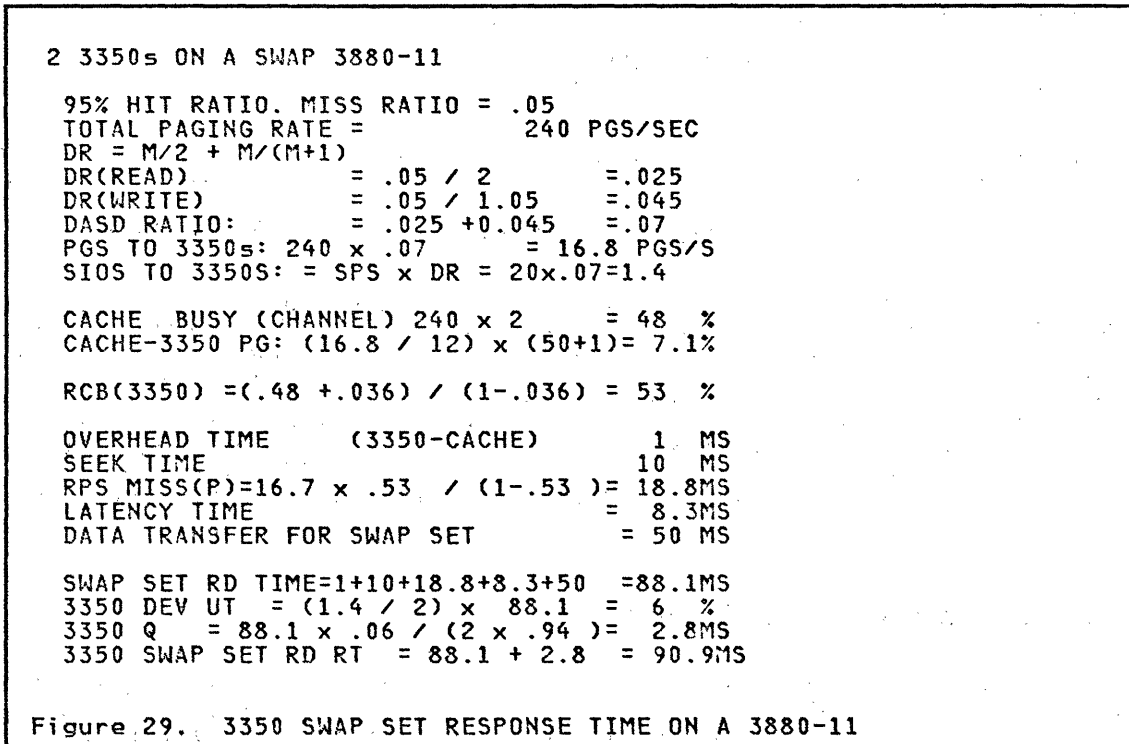 2 3350s ON A SWAP 3880-11
95% HIT RATIO. MISS RATIO = .05
TOTAL PAGING RATE = 240 PGS/SEC
DR = M/2 + M/(M+1)
DR(READ) = .05 / 2 =.025
DR(WRITE) = .05 / 1.05 =.045
DASD RATIO: = .025 +0.045 =.07
PGS TO 3350s: 240 x .07 = 16.8 PGS/S
SIOS TO 3350S: = SPS x DR = 20x.07=1.4
CACHE BUSY (CHANNEL) 240 x 2 = 48 %
CACHE-3350 PG: (16.8 / 12) x (50+1)= 7.1%
RCB(3350) =(.48 +.036) / (1-.036) = 53 %
OVERHEAD TIME (3350-CACHE) 1 MS
SEEK TIME 10 MS
RPS MISS(P)=16.7 x .53 / (1-.53 )= 18.8MS
LATENCY TIME = 8.3MS
DATA TRANSFER FOR SWAP SET = 50 MS
SWAP SET RD TIME=1+10+18.8+8.3+50 =88.1MS
3350 DEV UT = (1.4 / 2) x 88.1 = 6 %
3350 Q = 88.1 x .06 / (2 x .94 )= 2.8MS
3350 SWAP SET RD RT = 88.1 + 2.8 = 90.9MS
Figure 29. 3350 SWAP SET RESPONSE TIME ON A 3880-11